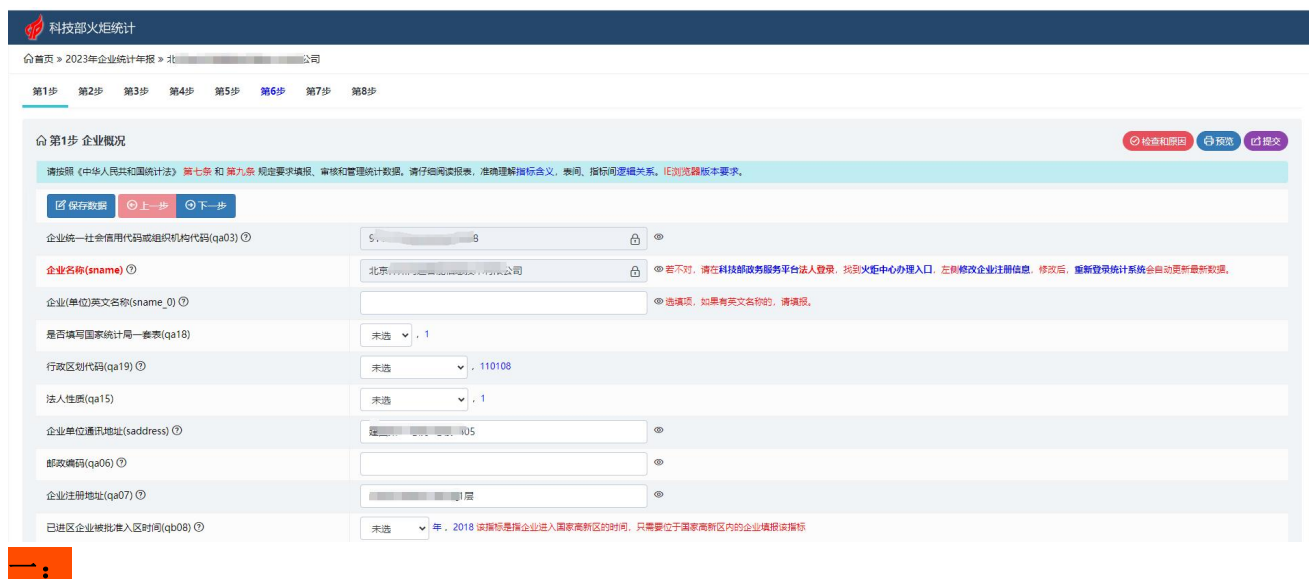 科技部火炬统计
首页 » 2023年企业统计年报 » 北 公司
第1步 第2步 第3步 第4步 第5步 第6步 第7步 第8步
第1步 企业概况 检查和原因 预览 提交
请按照《中华人民共和国统计法》 第七条 和 第九条 规定要求填报、审核和管理统计数据。请仔细阅读报表，准确理解指标含义，表间、指标间逻辑关系。IE浏览器版本要求。
保存数据 上一步 下一步
企业统一社会信用代码或组织机构代码(qa03) 9 8
企业名称(sname) 北京 公司 若不对，请在科技部政务服务平台法人登录，找到火炬中心办理入口，左侧修改企业注册信息，修改后，重新登录统计系统会自动更新最新数据。
企业(单位)英文名称(sname_0) 选填项，如果有英文名称的，请填报。
是否填写国家统计局一套表(qa18) 未选 , 1
行政区划代码(qa19) 未选 , 110108
法人性质(qa15) 未选 , 1
企业单位通讯地址(saddress) 05
邮政编码(qa06)
企业注册地址(qa07) 层
已进区企业被批准入区时间(qb08) 未选 年 , 2018 该指标是指企业进入国家高新区的时间，只需要位于国家高新区内的企业填报该指标
一：